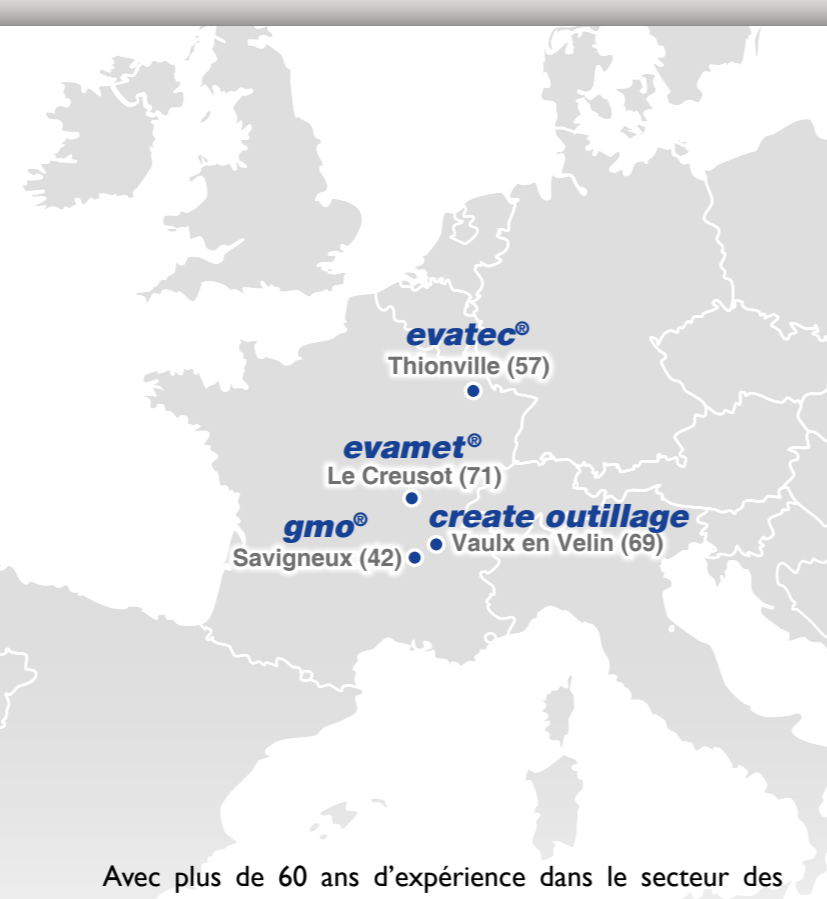 evatec®
Thionville (57)
evamet®
Le Creusot (71)
gmo®
Savigneux (42)
create outillage
Vaulx en Velin (69)
Avec plus de 60 ans d’expérience dans le secteur des